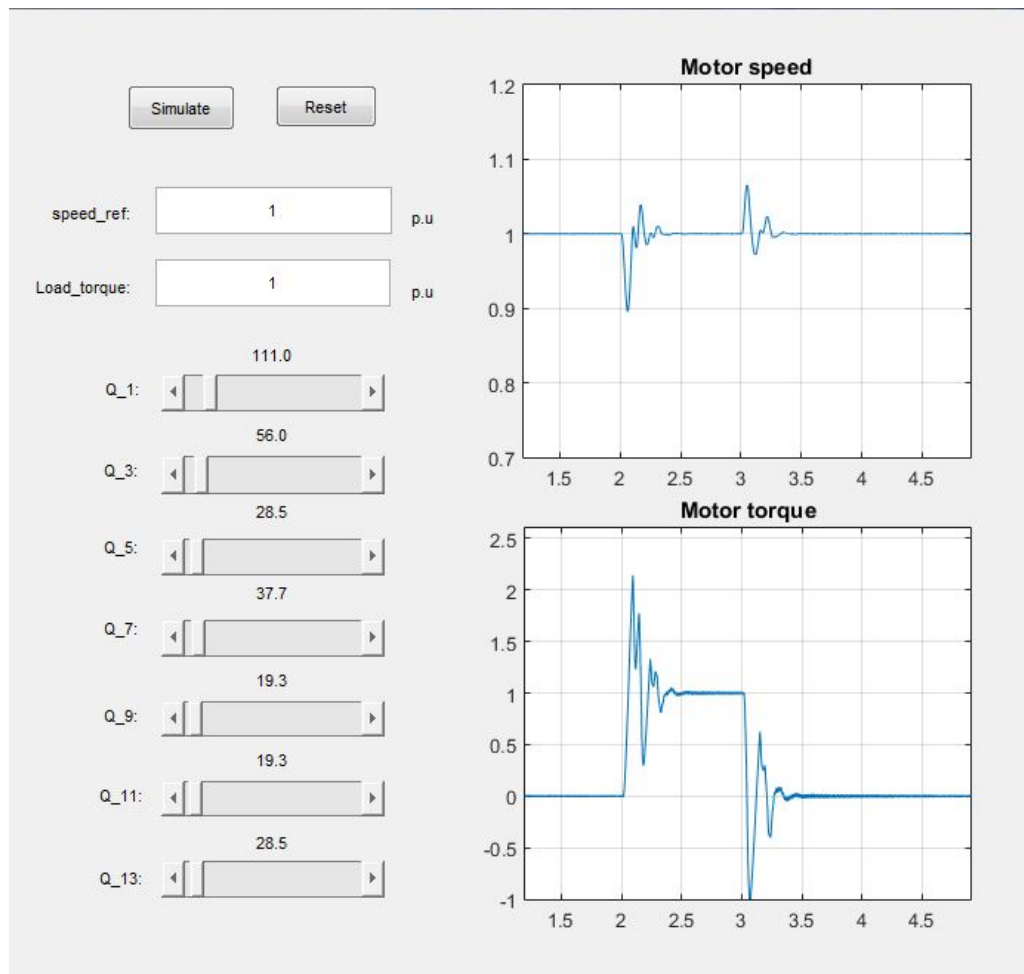 Simulate
Reset
speed_ref:
1
p.u
Load_torque:
1
p.u
111.0
Q_1:
56.0
Q_3:
28.5
Q_5:
37.7
Q_7:
19.3
Q_9:
19.3
Q_11:
28.5
Q_13:
Motor speed
1.2
1.1
1
0.9
0.8
0.7
1.5 2 2.5 3 3.5 4 4.5
Motor torque
2.5
2
1.5
1
0.5
0
-0.5
-1
1.5 2 2.5 3 3.5 4 4.5